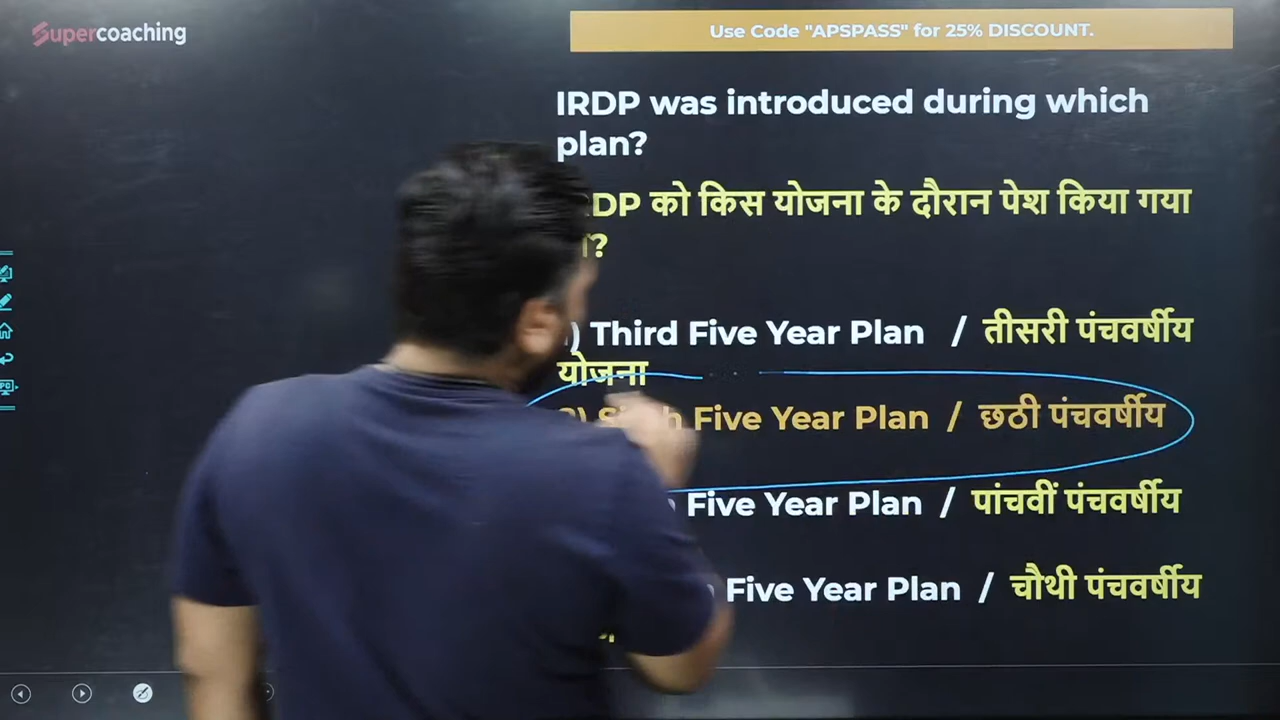 Supercoaching
Use Code "APSPASS" for 25% DISCOUNT.
IRDP was introduced during which
plan?
RDP को किस योजना के दौरान पेश किया गया
?
) Third Five Year Plan / तीसरी पंचवर्षीय
योजना
Five Year Plan / छठी पंचवर्षीय
Five Year Plan / पांचवीं पंचवर्षीय
Five Year Plan / चौथी पंचवर्षीय